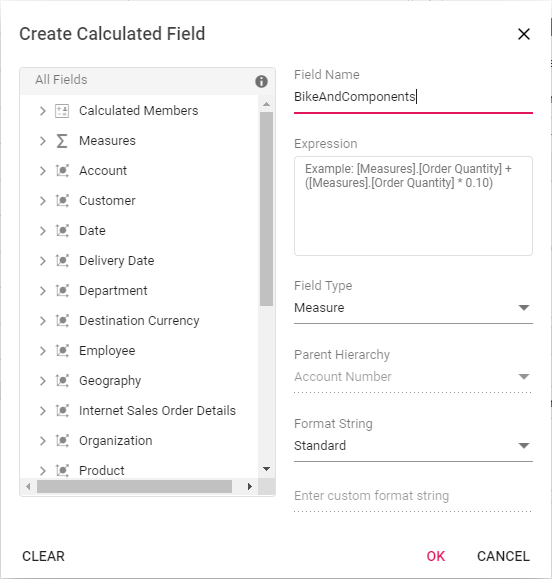 Create Calculated Field
All Fields
Calculated Members
Measures
Account
Customer
Date
Delivery Date
Department
Destination Currency
Employee
Geography
Internet Sales Order Details
Organization
Product
Field Name
BikeAndComponents
Expression
Example: [Measures].[Order Quantity] +
([Measures].[Order Quantity] * 0.10)
Field Type
Measure
Parent Hierarchy
Account Number
Format String
Standard
Enter custom format string
CLEAR
OK
CANCEL